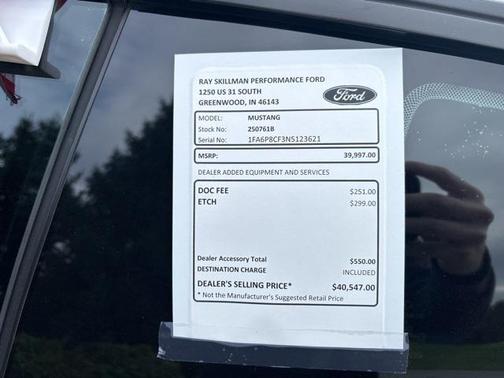 RAY SKILLMAN PERFORMANCE FORD
1250 US 31 SOUTH
GREENWOOD, IN 46143
Ford
MODEL: MUSTANG
Stock No: 250761B
Serial No: 1FA6P8CF3N5123621
MSRP: 39,997.00
DEALER ADDED EQUIPMENT AND SERVICES
DOC FEE $251.00
ETCH $299.00
Dealer Accessory Total $550.00
DESTINATION CHARGE INCLUDED
DEALER'S SELLING PRICE* $40,547.00
* Not the Manufacturer's Suggested Retail Price